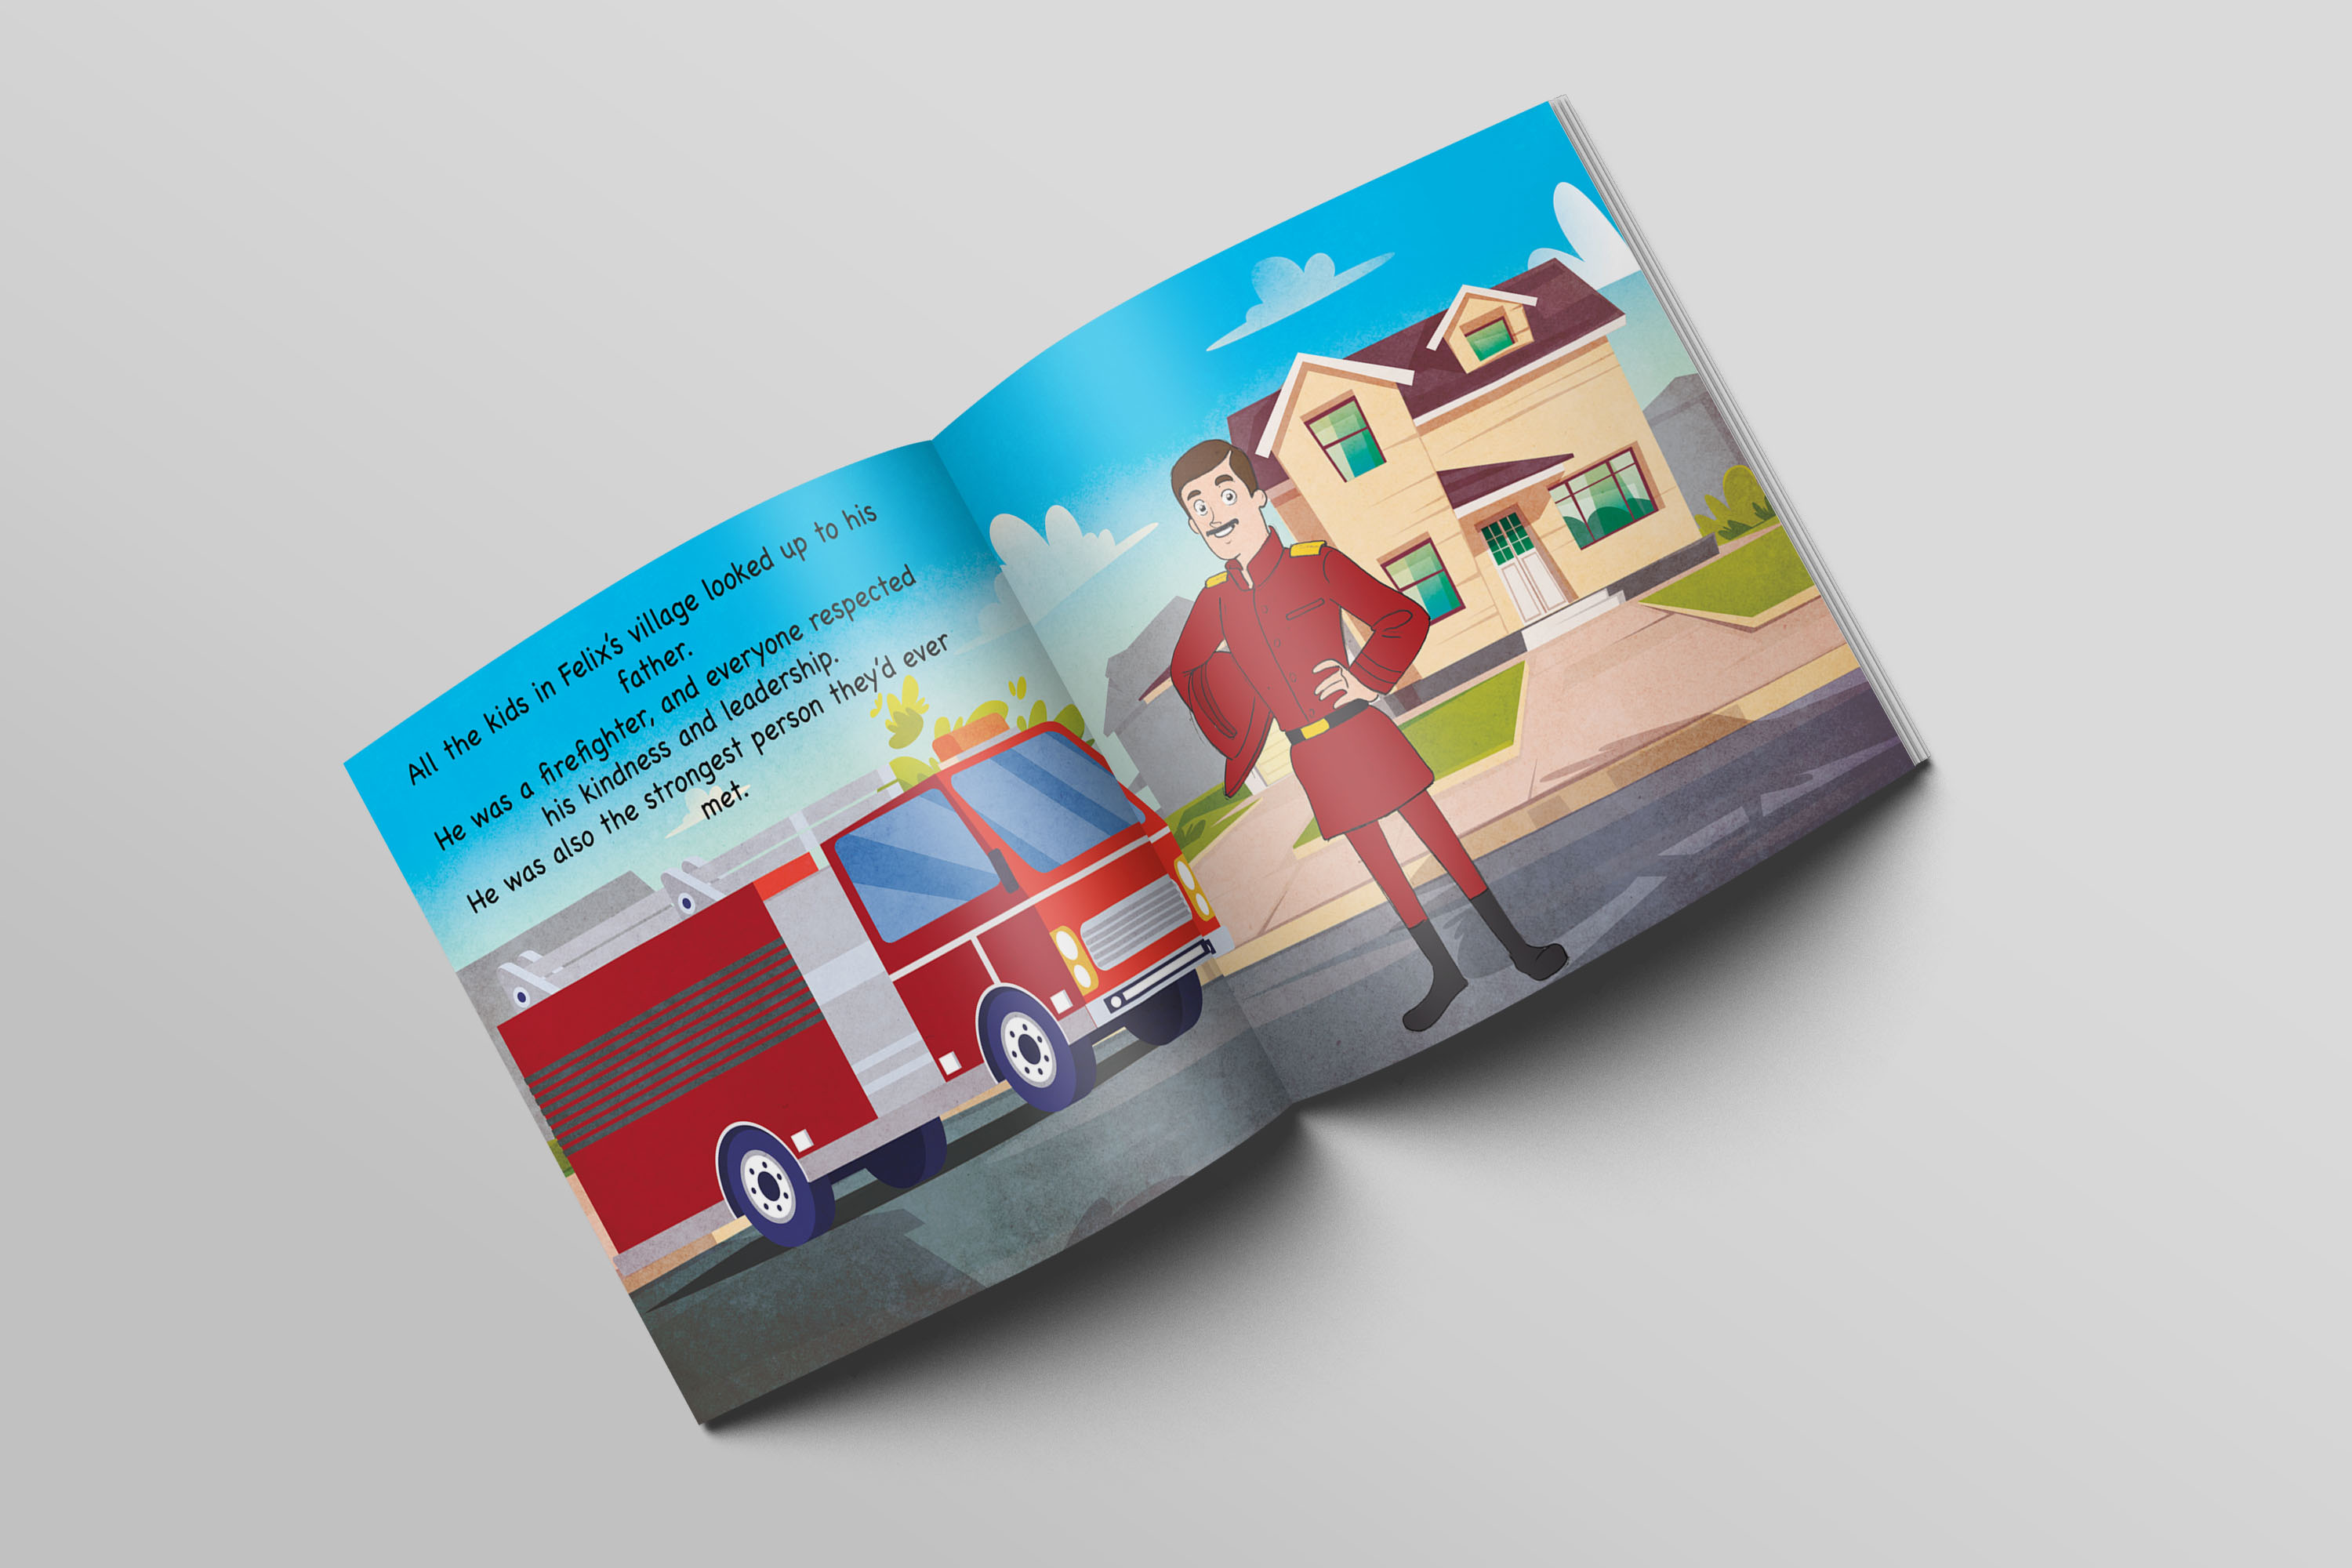 All the kids in Felix's village looked up to his
father.
He was a firefighter, and everyone respected
his kindness and leadership.
He was also the strongest person they'd ever
met.